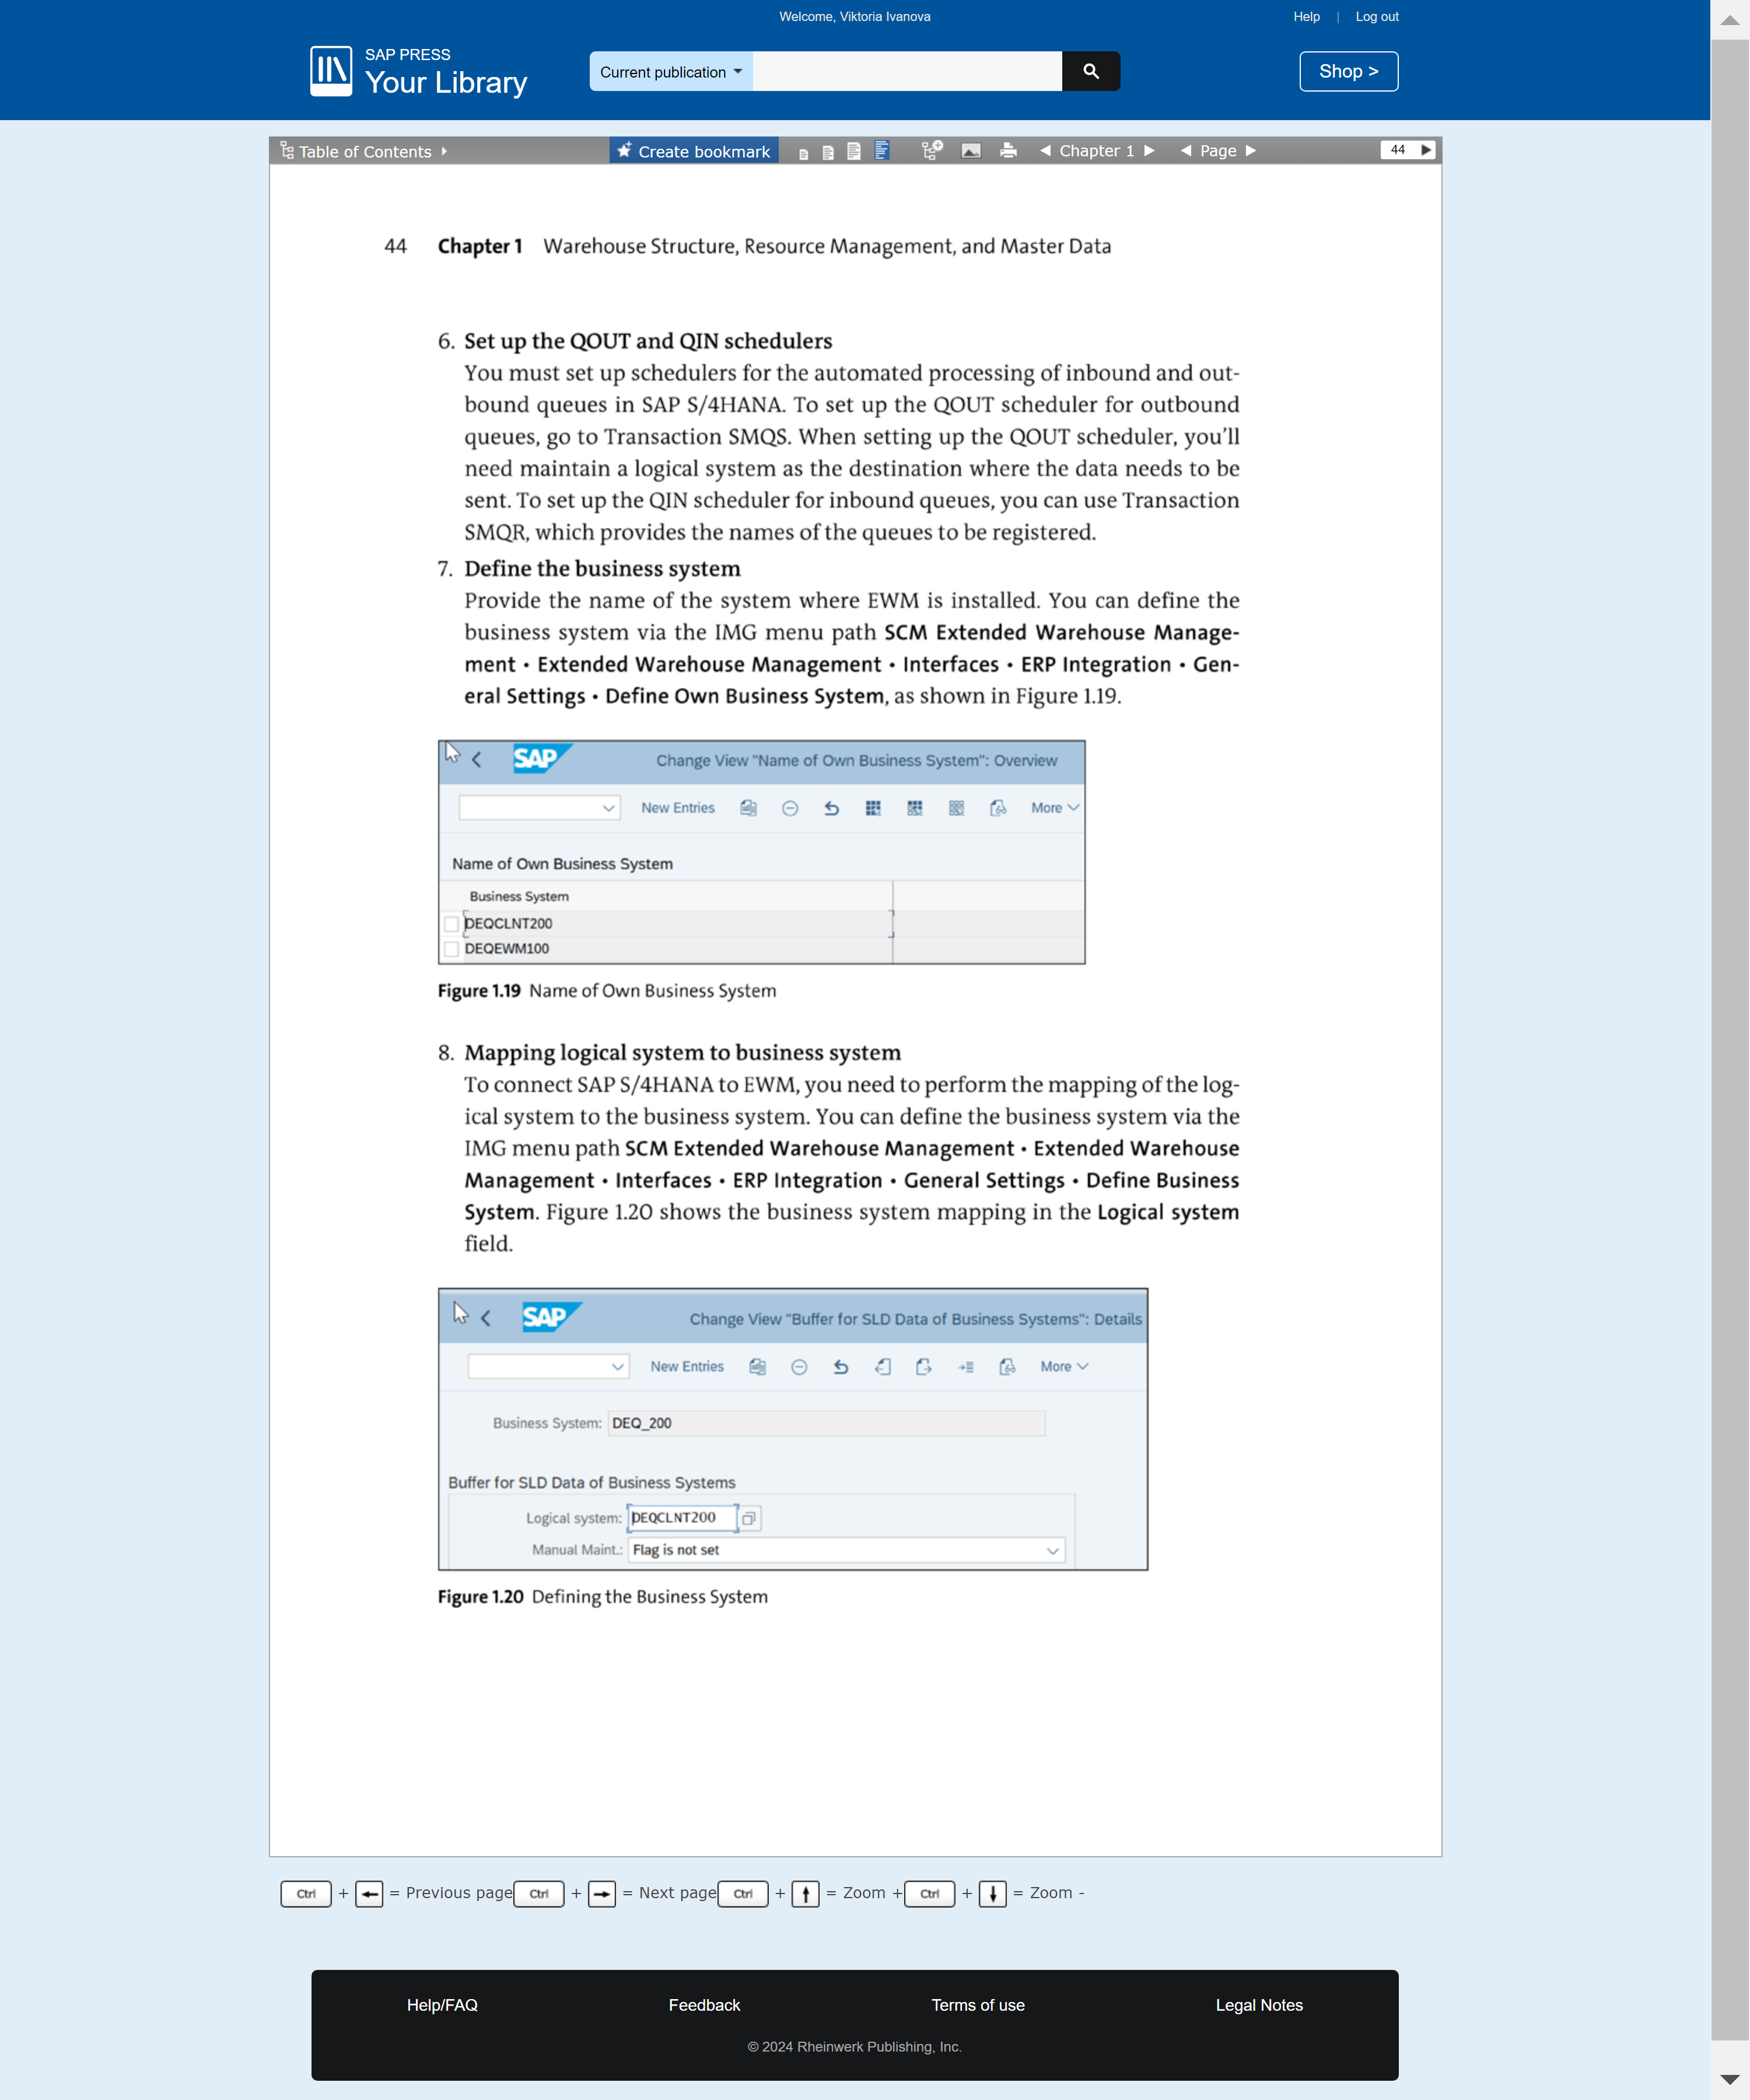 Welcome, Viktoria Ivanova
Help | Log out
SAP PRESS
Your Library
Current publication
Shop >
Table of Contents
Create bookmark
Chapter 1
Page
44
44 Chapter 1 Warehouse Structure, Resource Management, and Master Data
6. Set up the QOUT and QIN schedulers
You must set up schedulers for the automated processing of inbound and out-
bound queues in SAP S/4HANA. To set up the QOUT scheduler for outbound
queues, go to Transaction SMQS. When setting up the QOUT scheduler, you’ll
need maintain a logical system as the destination where the data needs to be
sent. To set up the QIN scheduler for inbound queues, you can use Transaction
SMQR, which provides the names of the queues to be registered.
7. Define the business system
Provide the name of the system where EWM is installed. You can define the
business system via the IMG menu path SCM Extended Warehouse Manage-
ment • Extended Warehouse Management • Interfaces • ERP Integration • Gen-
eral Settings • Define Own Business System, as shown in Figure 1.19.
SAP
Change View "Name of Own Business System": Overview
New Entries
More
Name of Own Business System
Business System
DEQCLNT200
DEQEWM100
Figure 1.19 Name of Own Business System
8. Mapping logical system to business system
To connect SAP S/4HANA to EWM, you need to perform the mapping of the log-
ical system to the business system. You can define the business system via the
IMG menu path SCM Extended Warehouse Management • Extended Warehouse
Management • Interfaces • ERP Integration • General Settings • Define Business
System. Figure 1.20 shows the business system mapping in the Logical system
field.
SAP
Change View "Buffer for SLD Data of Business Systems": Details
New Entries
More
Business System: DEQ_200
Buffer for SLD Data of Business Systems
Logical system: DEQCLNT200
Manual Maint.: Flag is not set
Figure 1.20 Defining the Business System
Ctrl + ← = Previous page Ctrl + → = Next page Ctrl + ↑ = Zoom + Ctrl + ↓ = Zoom -
Help/FAQ
Feedback
Terms of use
Legal Notes
© 2024 Rheinwerk Publishing, Inc.